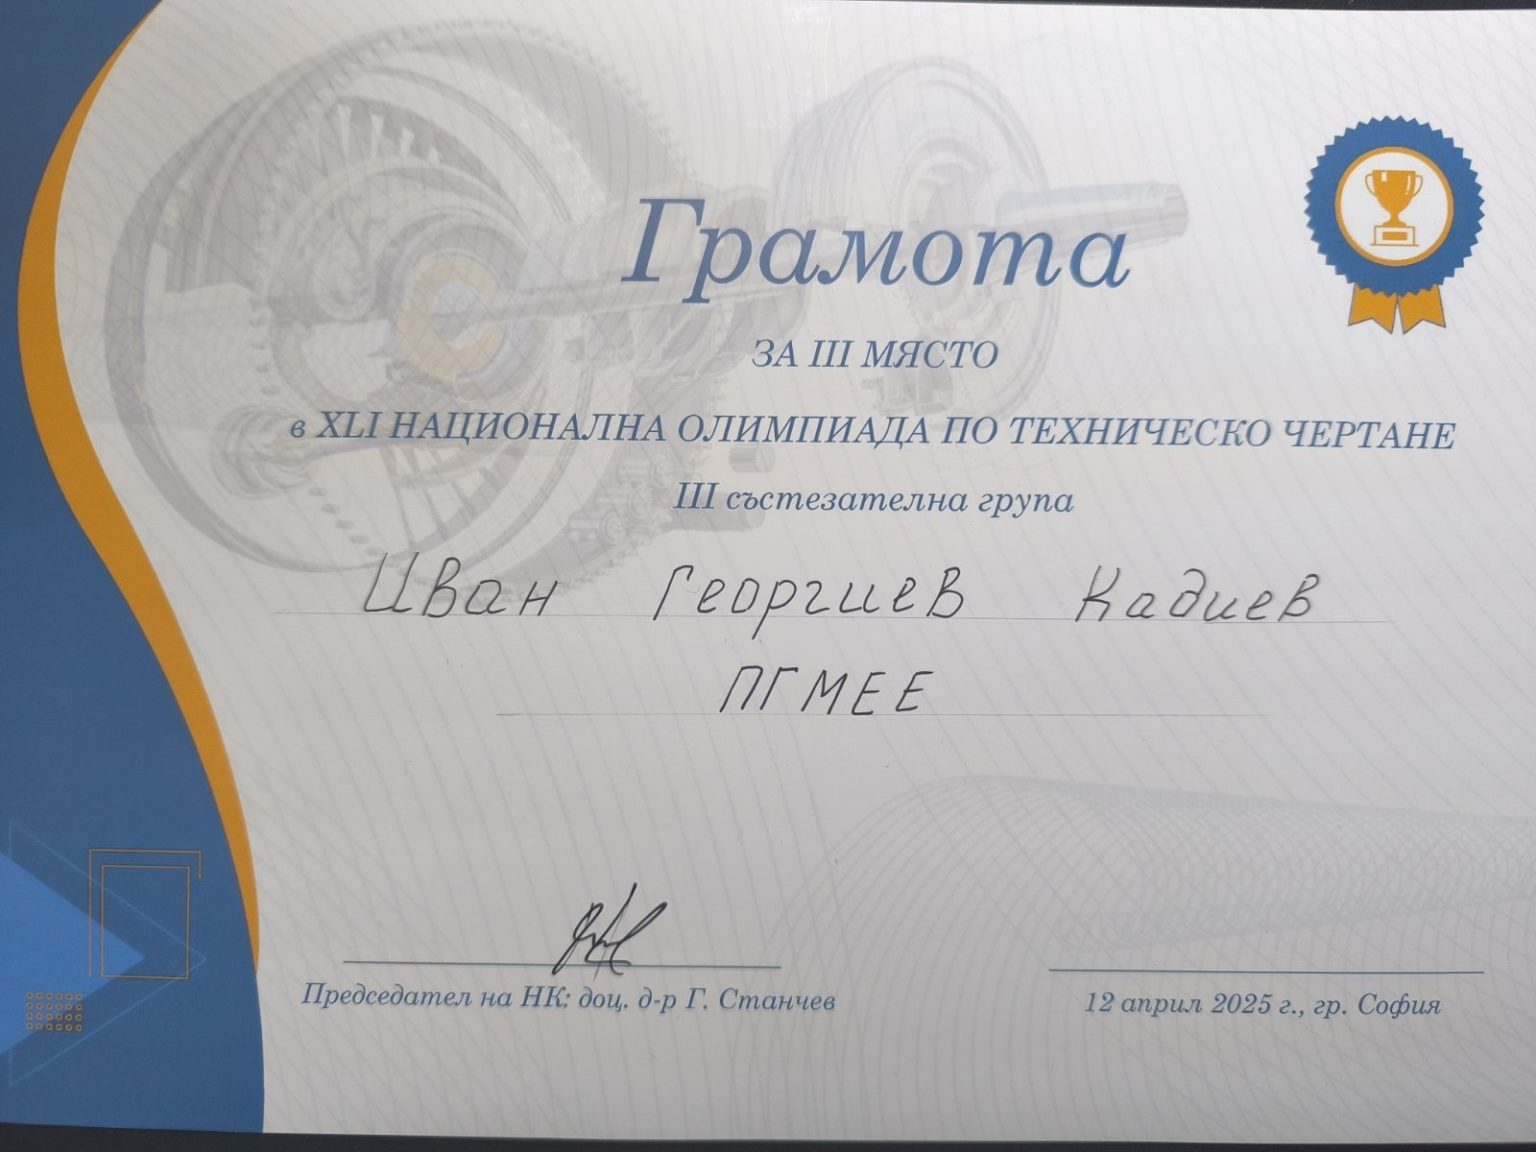 Грамота
ЗА III МЯСТО
в XLI НАЦИОНАЛНА ОЛИМПИАДА ПО ТЕХНИЧЕСКО ЧЕРТАНЕ
III състезателна група
Иван Георгиев Кадиев
ПГМЕЕ
Председател на НК: доц. д-р Г. Станчев
12 април 2025 г., гр. София